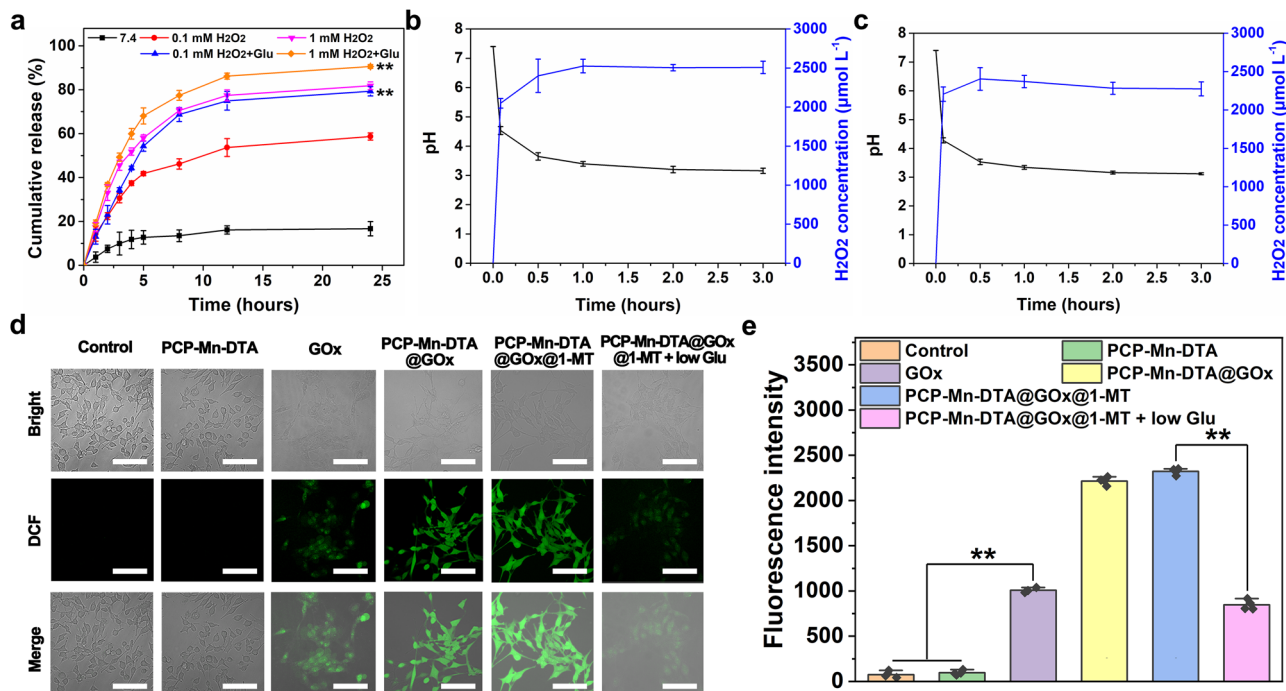 a
7.4
0.1 mM H2O2
1 mM H2O2
0.1 mM H2O2+Glu
1 mM H2O2+Glu
100
80
60
40
20
0
**
**
Cumulative release (%)
0
5
10
15
20
25
Time (hours)
b
8
7
6
5
4
3
2
1
0
pH
3000
2500
2000
1500
1000
500
0
H2O2 concentration (µmol L⁻¹)
0.0
0.5
1.0
2.0
3.0
Time (hours)
c
8
7
6
5
4
3
2
1
0
pH
3000
2500
2000
1500
1000
500
0
H2O2 concentration (µmol L⁻¹)
0.0
0.5
1.0
2.0
3.0
Time (hours)
d
Control
PCP-Mn-DTA
GOx
PCP-Mn-DTA
@GOx
PCP-Mn-DTA
@GOx@1-MT
PCP-Mn-DTA@GOx
@1-MT + low Glu
Bright
DCF
Merge
e
Control
PCP-Mn-DTA
GOx
PCP-Mn-DTA@GOx
PCP-Mn-DTA@GOx@1-MT
PCP-Mn-DTA@GOx@1-MT + low Glu
3500
3000
2500
2000
1500
1000
500
0
Fluorescence intensity
**
**